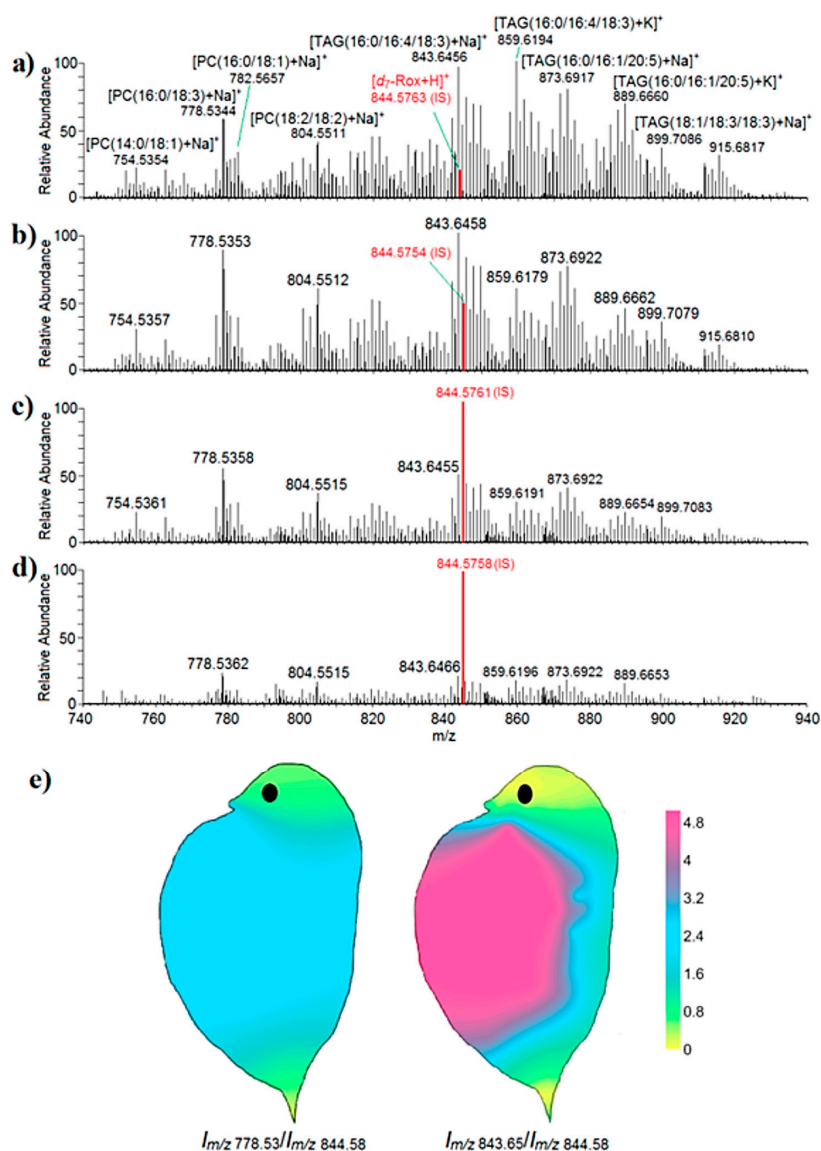 a)
Relative Abundance
100
50
0
[PC(14:0/18:1)+Na]+
754.5354
[PC(16:0/18:3)+Na]+
778.5344
[PC(16:0/18:1)+Na]+
782.5657
[PC(18:2/18:2)+Na]+
804.5511
[TAG(16:0/16:4/18:3)+Na]+
843.6456
[d7-Rox+H]+
844.5763 (IS)
[TAG(16:0/16:4/18:3)+K]+
859.6194
[TAG(16:0/16:1/20:5)+Na]+
873.6917
[TAG(16:0/16:1/20:5)+K]+
889.6660
[TAG(18:1/18:3/18:3)+Na]+
899.7086
915.6817
b)
Relative Abundance
100
50
0
754.5357
778.5353
804.5512
843.6458
844.5754 (IS)
859.6179
873.6922
889.6662
899.7079
915.6810
c)
Relative Abundance
100
50
0
754.5361
778.5358
804.5515
843.6455
844.5761 (IS)
859.6191
873.6922
889.6654
899.7083
d)
Relative Abundance
100
50
0
778.5362
804.5515
843.6466
844.5758 (IS)
859.6196
873.6922
889.6653
740 760 780 800 820 840 860 880 900 920 940
m/z
e)
4.8
4
3.2
2.4
1.6
0.8
0
Im/z 778.53/Im/z 844.58
Im/z 843.65/Im/z 844.58